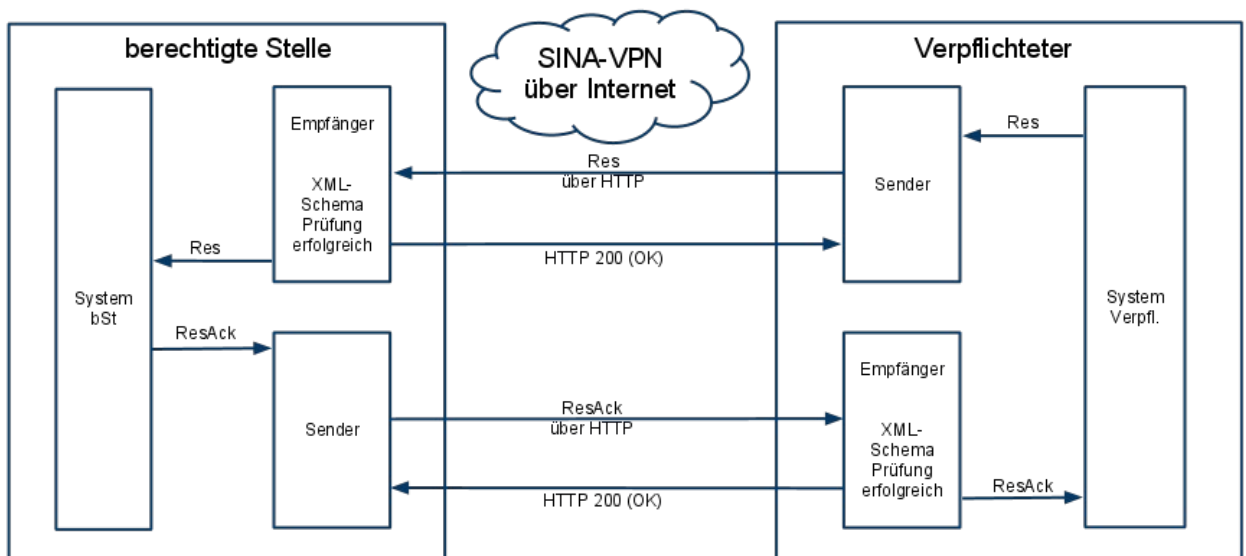 berechtigte Stelle
SINA-VPN
über Internet
Verpflichteter
Empfänger
XML-
Schema
Prüfung
erfolgreich
Res
über HTTP
Sender
Res
Res
HTTP 200 (OK)
System
bSt
System
Verpfl.
ResAck
Sender
ResAck
über HTTP
Empfänger
XML-
Schema
Prüfung
erfolgreich
HTTP 200 (OK)
ResAck